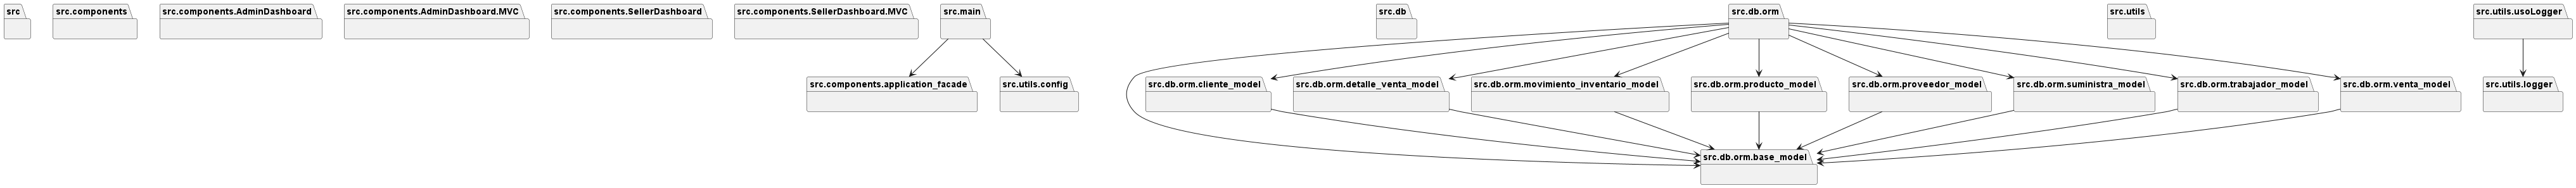 src
src.components
src.components.AdminDashboard
src.components.AdminDashboard.MVC
src.components.SellerDashboard
src.components.SellerDashboard.MVC
src.main
src.db
src.db.orm
src.utils
src.utils.usoLogger
src.components.application_facade
src.utils.config
src.db.orm.cliente_model
src.db.orm.detalle_venta_model
src.db.orm.movimiento_inventario_model
src.db.orm.producto_model
src.db.orm.proveedor_model
src.db.orm.suministra_model
src.db.orm.trabajador_model
src.db.orm.venta_model
src.utils.logger
src.db.orm.base_model